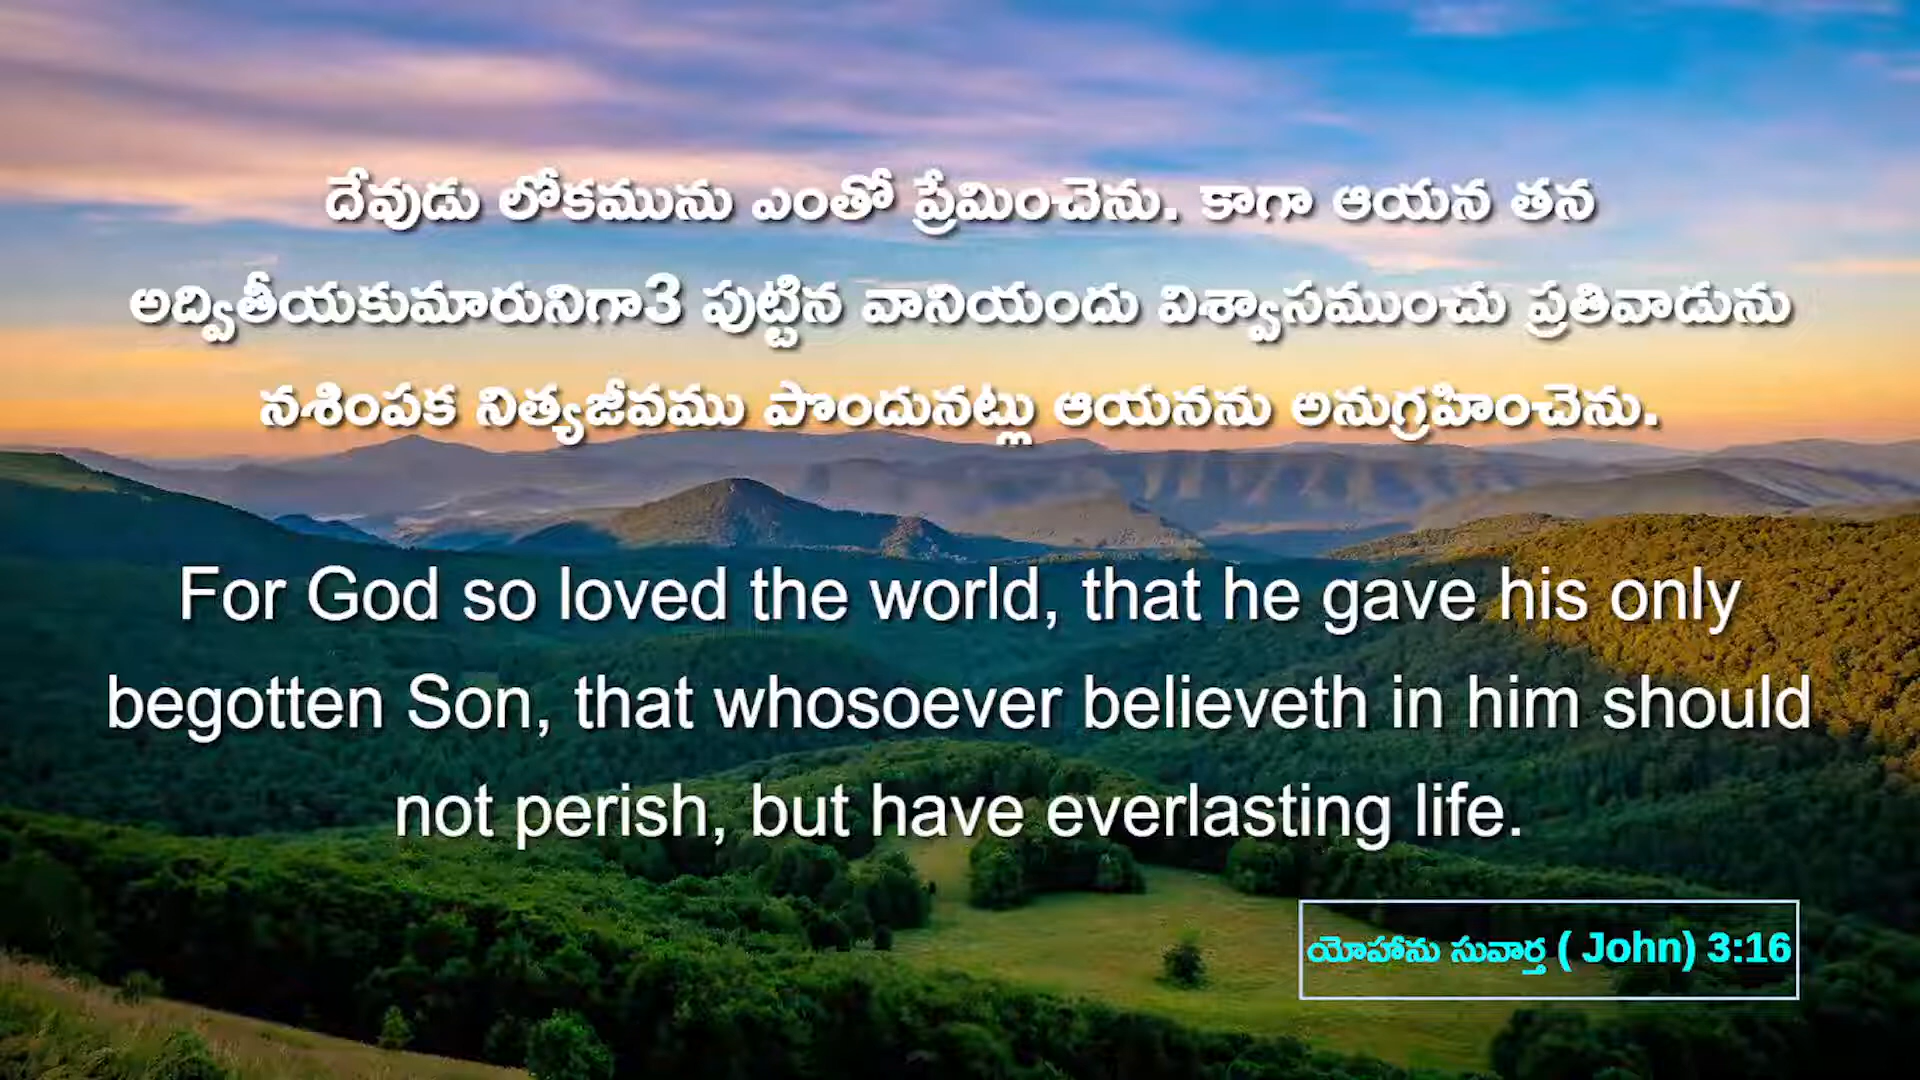 దేవుడు లోకమును ఎంతో ప్రేమించెను. కాగా ఆయన తన
అద్వితీయకుమారునిగా3 పుట్టిన వానియందు విశ్వాసముంచు ప్రతివాడును
నశింపక నిత్యజీవము పొందునట్లు ఆయనను అనుగ్రహించెను.
For God so loved the world, that he gave his only
begotten Son, that whosoever believeth in him should
not perish, but have everlasting life.
యోహాను సువార్త ( John) 3:16